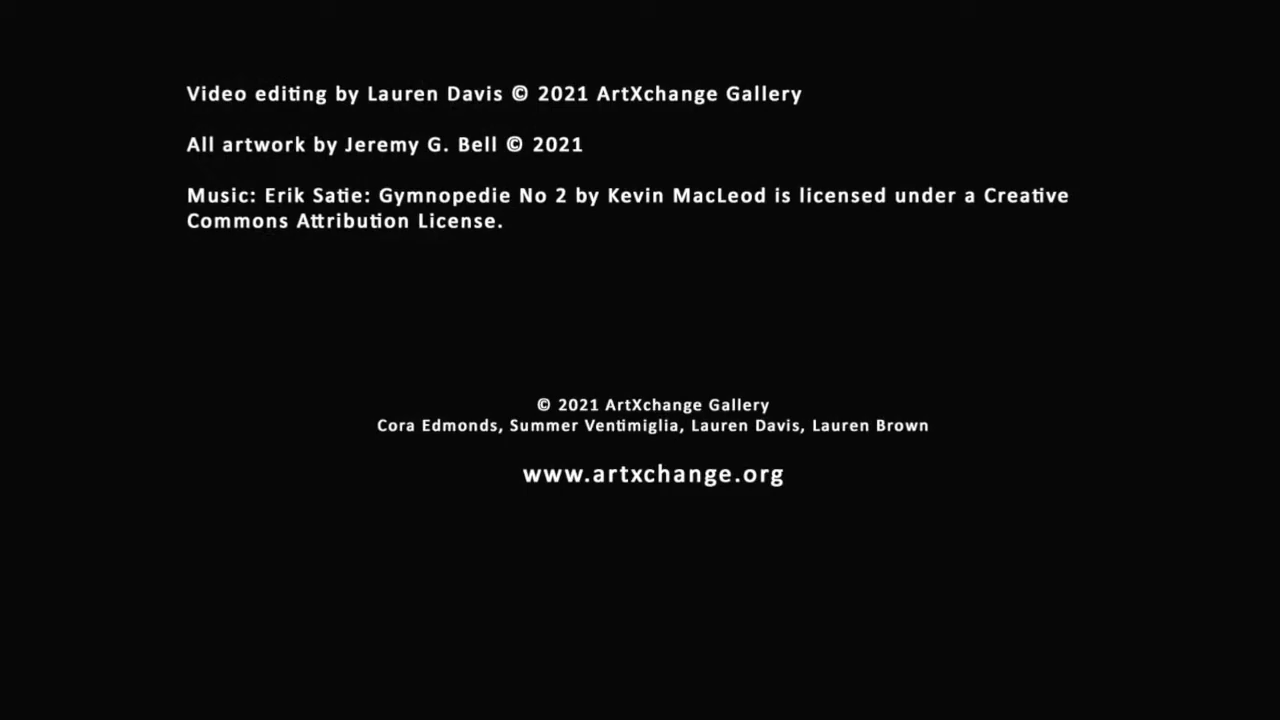 Video editing by Lauren Davis © 2021 ArtXchange Gallery
All artwork by Jeremy G. Bell © 2021
Music: Erik Satie: Gymnopedie No 2 by Kevin MacLeod is licensed under a Creative
Commons Attribution License.
© 2021 ArtXchange Gallery
Cora Edmonds, Summer Ventimiglia, Lauren Davis, Lauren Brown
www.artxchange.org